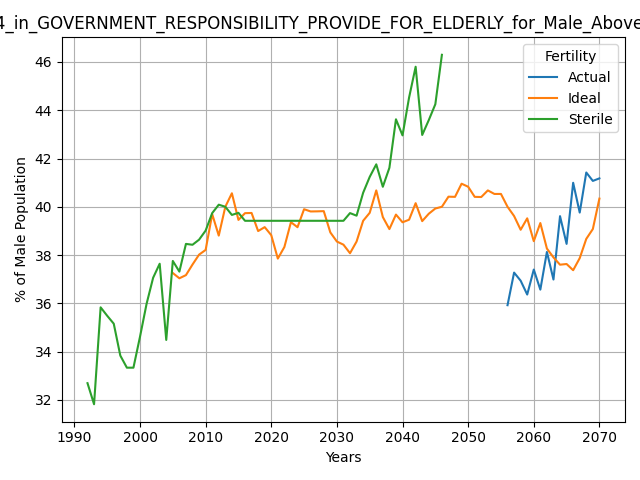 4_in_GOVERNMENT_RESPONSIBILITY_PROVIDE_FOR_ELDERLY_for_Male_Above
Fertility
Actual
Ideal
Sterile
% of Male Population
46
44
42
40
38
36
34
32
1990 2000 2010 2020 2030 2040 2050 2060 2070
Years